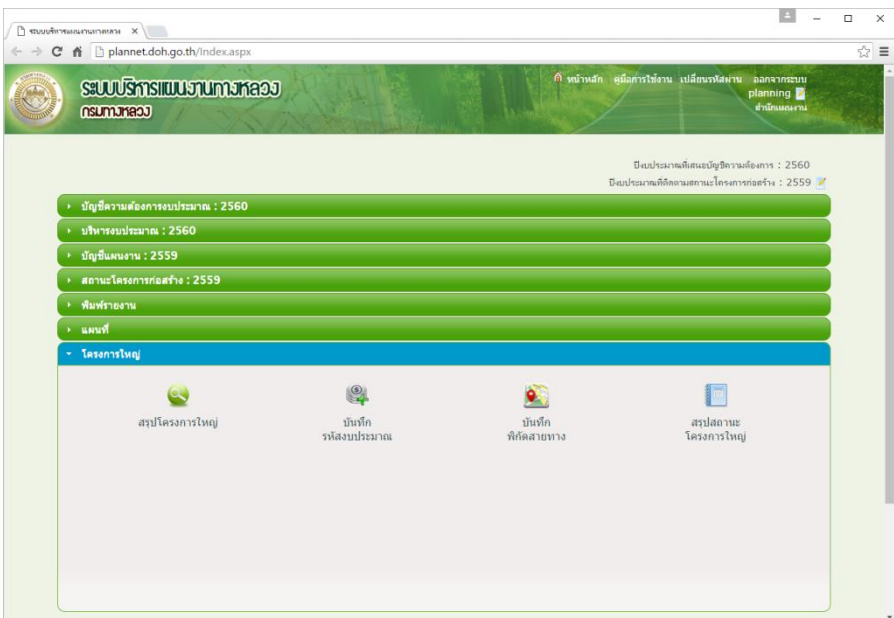 ระบบบริหารแผนงานทางหลวง
plannet.doh.go.th/Index.aspx
ระบบบริหารแผนงานทางหลวง
กรมทางหลวง
หน้าหลัก คู่มือการใช้งาน เปลี่ยนรหัสผ่าน ออกจากระบบ
planning
สำนักแผนงาน
ปีงบประมาณที่เสนอบัญชีความต้องการ : 2560
ปีงบประมาณที่ติดตามสถานะโครงการก่อสร้าง : 2559
บัญชีความต้องการงบประมาณ : 2560
บริหารงบประมาณ : 2560
บัญชีแผนงาน : 2559
สถานะโครงการก่อสร้าง : 2559
พิมพ์รายงาน
แผนที่
โครงการใหญ่
สรุปโครงการใหญ่
บันทึก
รหัสงบประมาณ
บันทึก
พิกัดสายทาง
สรุปสถานะ
โครงการใหญ่